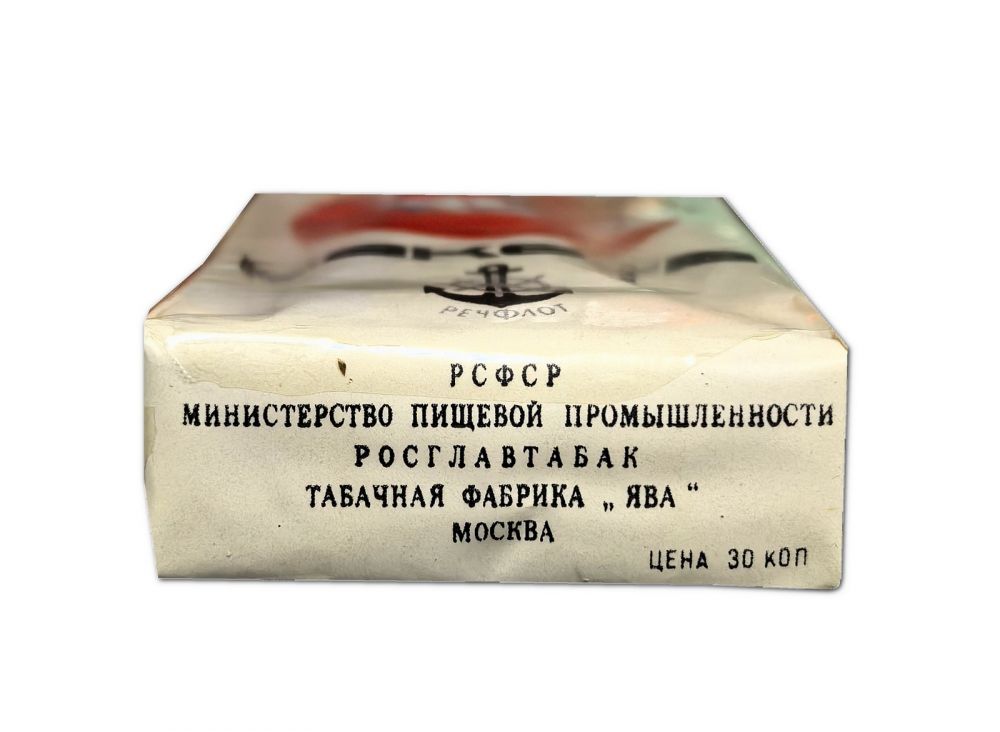 РЕЧФЛОТ
РСФСР
МИНИСТЕРСТВО ПИЩЕВОЙ ПРОМЫШЛЕННОСТИ
РОСГЛАВТАБАК
ТАБАЧНАЯ ФАБРИКА „ ЯВА “
МОСКВА
ЦЕНА 30 КОП